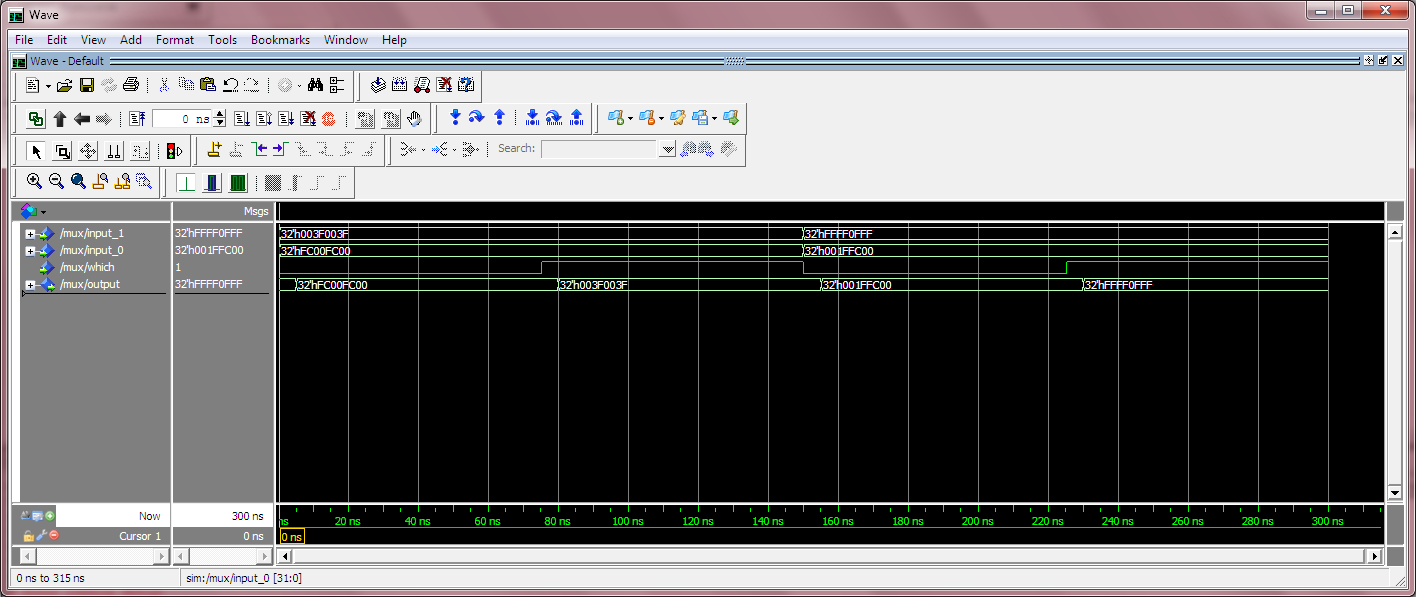 Wave
File Edit View Add Format Tools Bookmarks Window Help
Wave - Default
0 ns
Search:
Msgs
/mux/input_1 32'hFFFF0FFF 32'h003F003F 32'hFFFF0FFF
/mux/input_0 32'h001FFC00 32'hFC00FC00 32'h001FFC00
/mux/which 1
/mux/output 32'hFFFF0FFF 32'hFC00FC00 32'h003F003F 32'h001FFC00 32'hFFFF0FFF
Now 300 ns ns 20 ns 40 ns 60 ns 80 ns 100 ns 120 ns 140 ns 160 ns 180 ns 200 ns 220 ns 240 ns 260 ns 280 ns 300 ns
Cursor 1 0 ns 0 ns
0 ns to 315 ns sim:/mux/input_0 [31:0]